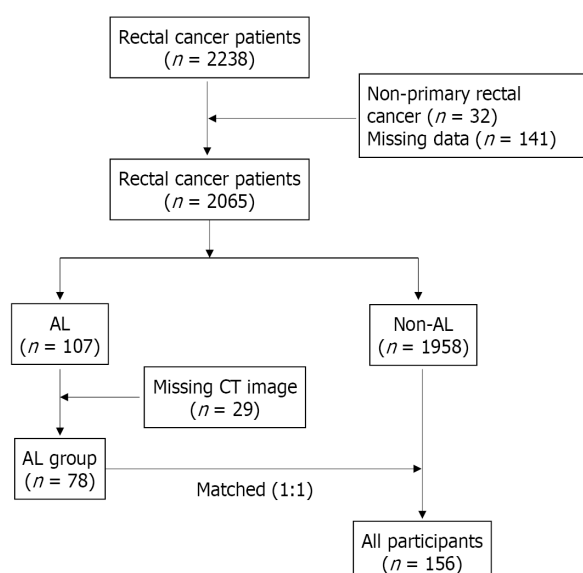 Rectal cancer patients
(n = 2238)
Non-primary rectal
cancer (n = 32)
Missing data (n = 141)
Rectal cancer patients
(n = 2065)
AL
(n = 107)
Non-AL
(n = 1958)
Missing CT image
(n = 29)
AL group
(n = 78)
Matched (1:1)
All participants
(n = 156)